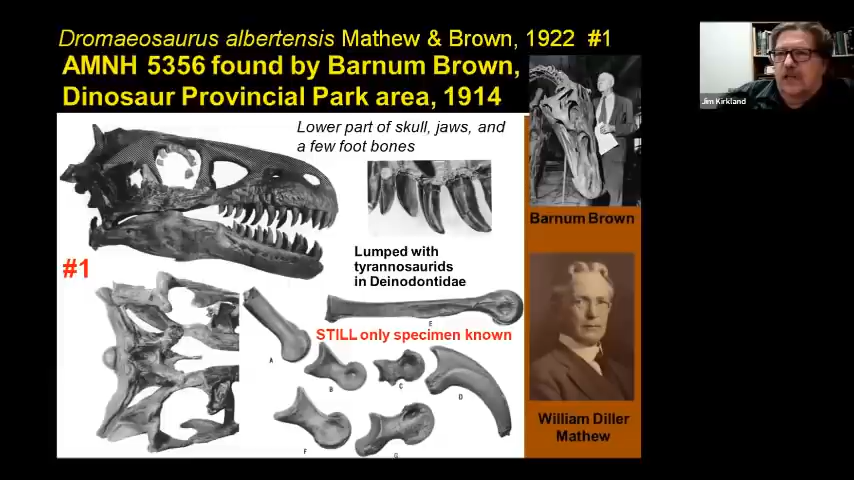 Dromaeosaurus albertensis Mathew & Brown, 1922 #1
AMNH 5356 found by Barnum Brown,
Dinosaur Provincial Park area, 1914
Lower part of skull, jaws, and
a few foot bones
Lumped with
tyrannosaurids
in Deinodontidae
#1
STILL only specimen known
E
A
B
C
D
F
G
Barnum Brown
William Diller
Mathew
Jim Kirkland